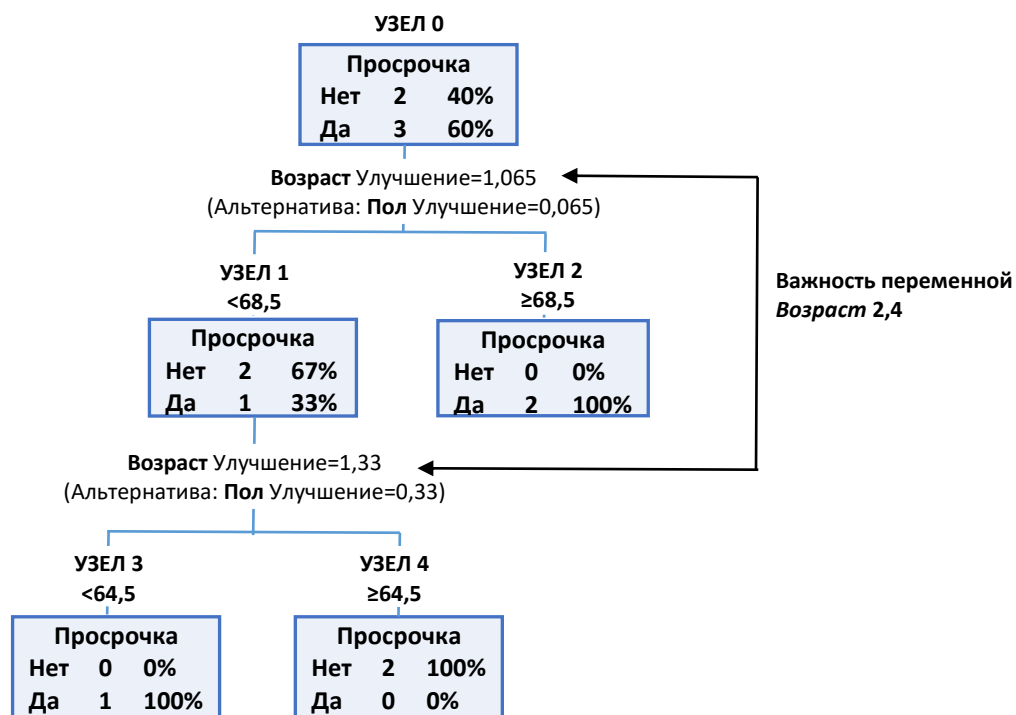 УЗЕЛ 0
Просрочка
Нет 2 40%
Да 3 60%
Возраст Улучшение=1,065
(Альтернатива: Пол Улучшение=0,065)
УЗЕЛ 1
<68,5
Просрочка
Нет 2 67%
Да 1 33%
УЗЕЛ 2
≥68,5
Просрочка
Нет 0 0%
Да 2 100%
Важность переменной
Возраст 2,4
Возраст Улучшение=1,33
(Альтернатива: Пол Улучшение=0,33)
УЗЕЛ 3
<64,5
Просрочка
Нет 0 0%
Да 1 100%
УЗЕЛ 4
≥64,5
Просрочка
Нет 2 100%
Да 0 0%